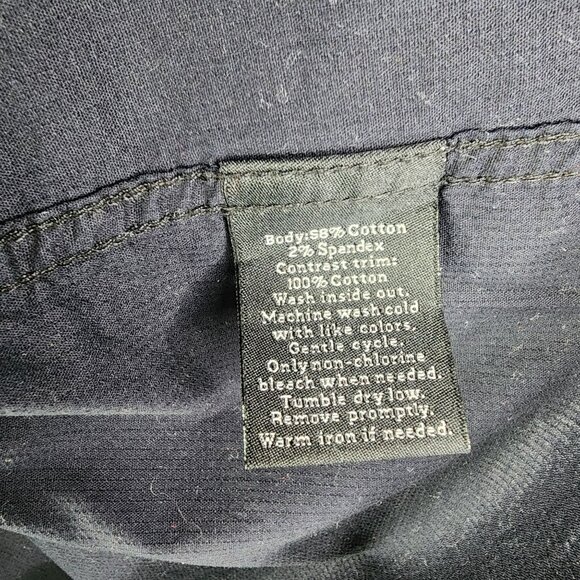 Body:98% Cotton
2% Spandex
Contrast trim:
100% Cotton
Wash inside out.
Machine wash cold
with like colors.
Gentle cycle.
Only non-chlorine
bleach when needed.
Tumble dry low.
Remove promptly.
Warm iron if needed.